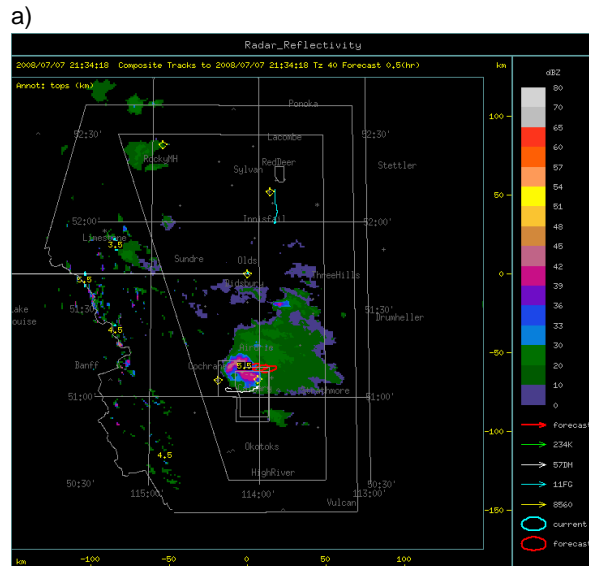 a)
Radar_Reflectivity
2008/07/07 21:34:18 Composite Tracks to 2008/07/07 21:34:18 Tz 40 Forecast 0.5(hr)
km
dBZ
Annot: tops (km)
80
70
65
60
57
54
51
48
45
42
39
36
33
30
20
10
0
100
50
0
-50
-100
-150
Ponoka
52:30'
52:30'
Lacombe
RockyMH
RedDeer
Sylvan
Stettler
52:00'
Innisfail
52:00'
Limestone
3.5
Sundre
Olds
ThreeHills
5.5
Didsbury
51:30'
51:30'
Drumheller
4.5
Airdrie
Banff
Cochrane
51:00'
51:00'
Okotoks
4.5
HighRiver
50:30'
115:00'
114:00'
113:00'
Vulcan
forecast
234K
57DM
11FG
8560
current
forecast
km
-100
-50
0
50
100